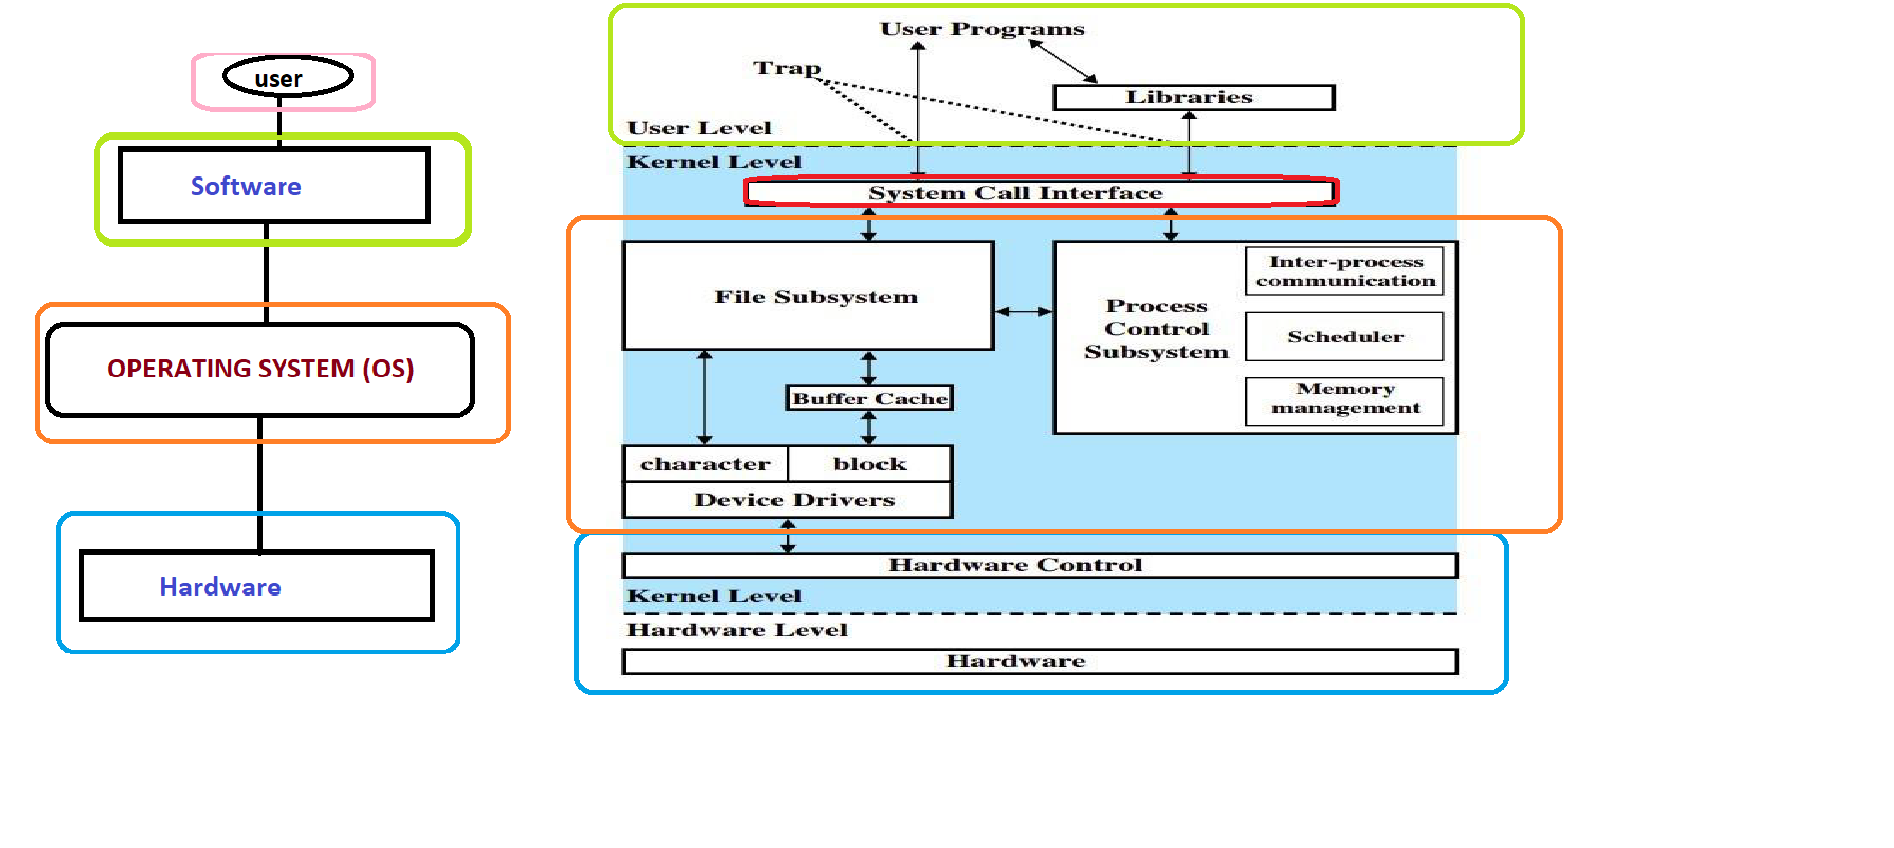 user
Software
OPERATING SYSTEM (OS)
Hardware
User Programs
Trap
Libraries
User Level
Kernel Level
System Call Interface
File Subsystem
Process
Control
Subsystem
Inter-process
communication
Scheduler
Memory
management
Buffer Cache
character
block
Device Drivers
Hardware Control
Kernel Level
Hardware Level
Hardware